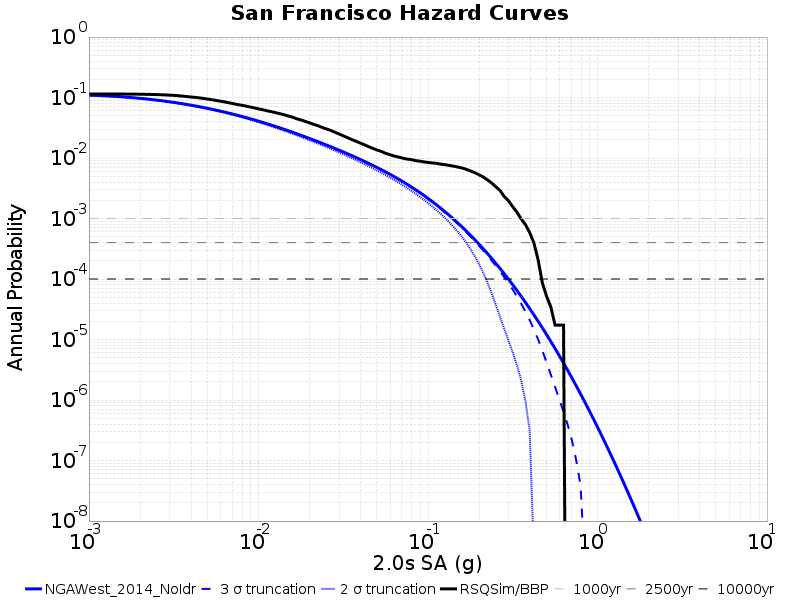 San Francisco Hazard Curves
Annual Probability
10^0
10^-1
10^-2
10^-3
10^-4
10^-5
10^-6
10^-7
10^-8
10^-3 10^-2 10^-1 10^0 10^1
2.0s SA (g)
NGAWest_2014_NoIdr 3 σ truncation 2 σ truncation RSQSim/BBP 1000yr 2500yr 10000yr